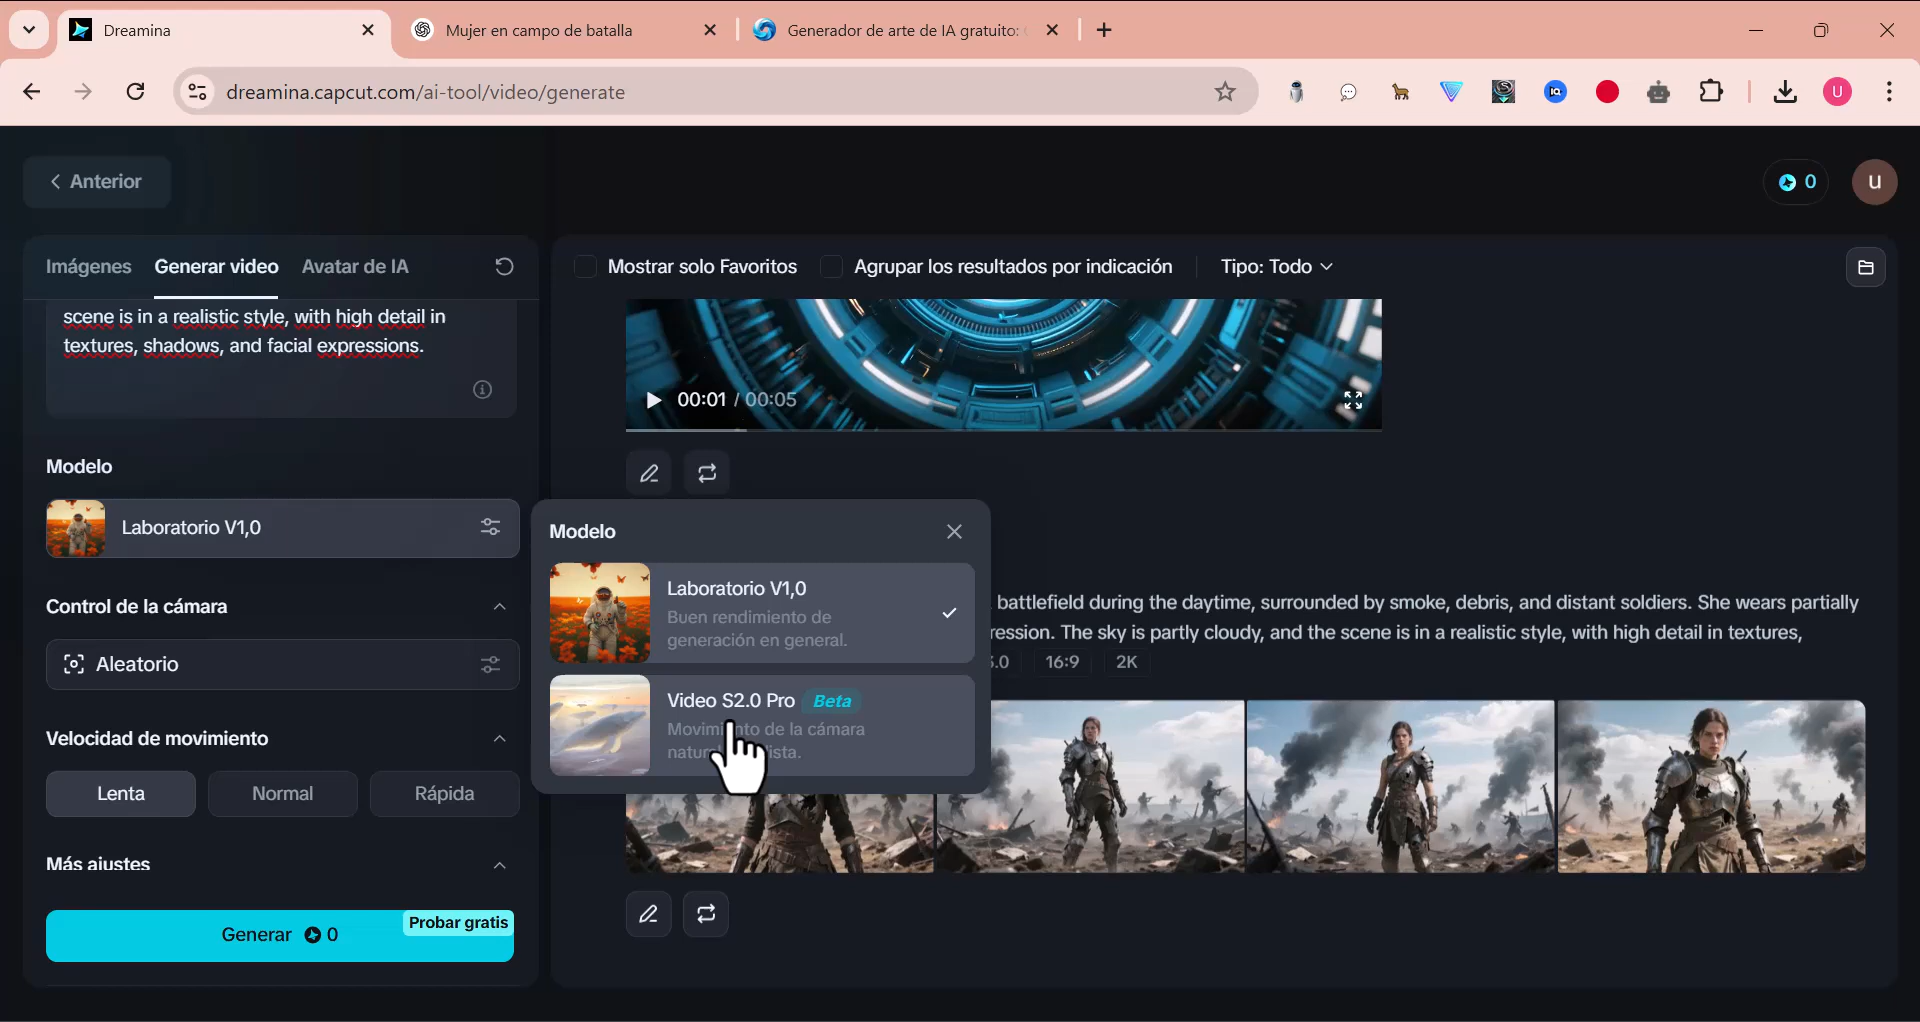 Dreamina
Mujer en campo de batalla
Generador de arte de IA gratuito:
dreamina.capcut.com/ai-tool/video/generate
U
Anterior
0
u
Imágenes
Generar video
Avatar de IA
Mostrar solo Favoritos
Agrupar los resultados por indicación
Tipo: Todo
scene is in a realistic style, with high detail in
textures, shadows, and facial expressions.
00:01 / 00:05
Modelo
Laboratorio V1,0
Modelo
Laboratorio V1,0
Buen rendimiento de
generación en general.
Video S2.0 Pro Beta
de la cámara
battlefield during the daytime, surrounded by smoke, debris, and distant soldiers. She wears partially
The sky is partly cloudy, and the scene is in a realistic style, with high detail in textures,
16:9
2K
Control de la cámara
Aleatorio
Velocidad de movimiento
Lenta
Normal
Rápida
Más ajustes
Generar 0
Probar gratis